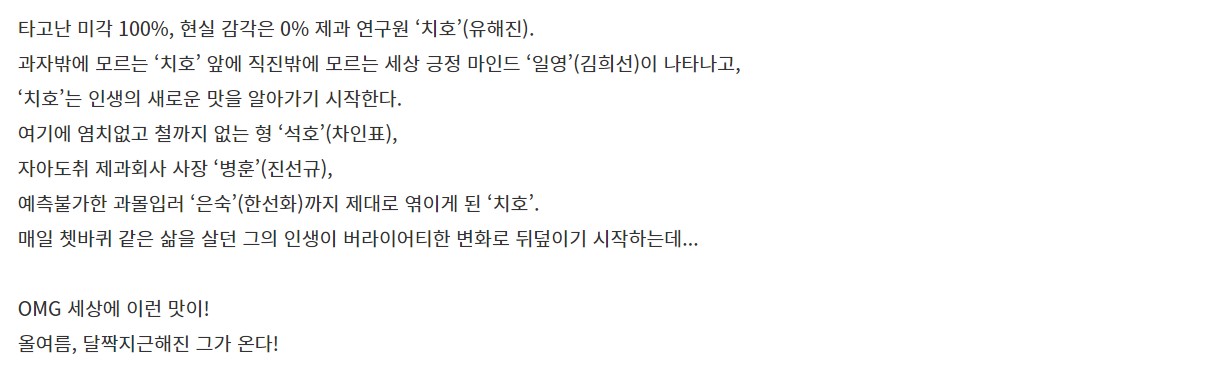 타고난 미각 100%, 현실 감각은 0% 제과 연구원 ‘치호’(유해진).
과자밖에 모르는 ‘치호’ 앞에 직진밖에 모르는 세상 긍정 마인드 ‘일영’(김희선)이 나타나고,
‘치호’는 인생의 새로운 맛을 알아가기 시작한다.
여기에 염치없고 철까지 없는 형 ‘석호’(차인표),
자아도취 제과회사 사장 ‘병훈’(진선규),
예측불가한 과몰입러 ‘은숙’(한선화)까지 제대로 엮이게 된 ‘치호’.
매일 쳇바퀴 같은 삶을 살던 그의 인생이 버라이어티한 변화로 뒤덮이기 시작하는데...
OMG 세상에 이런 맛이!
올여름, 달짝지근해진 그가 온다!